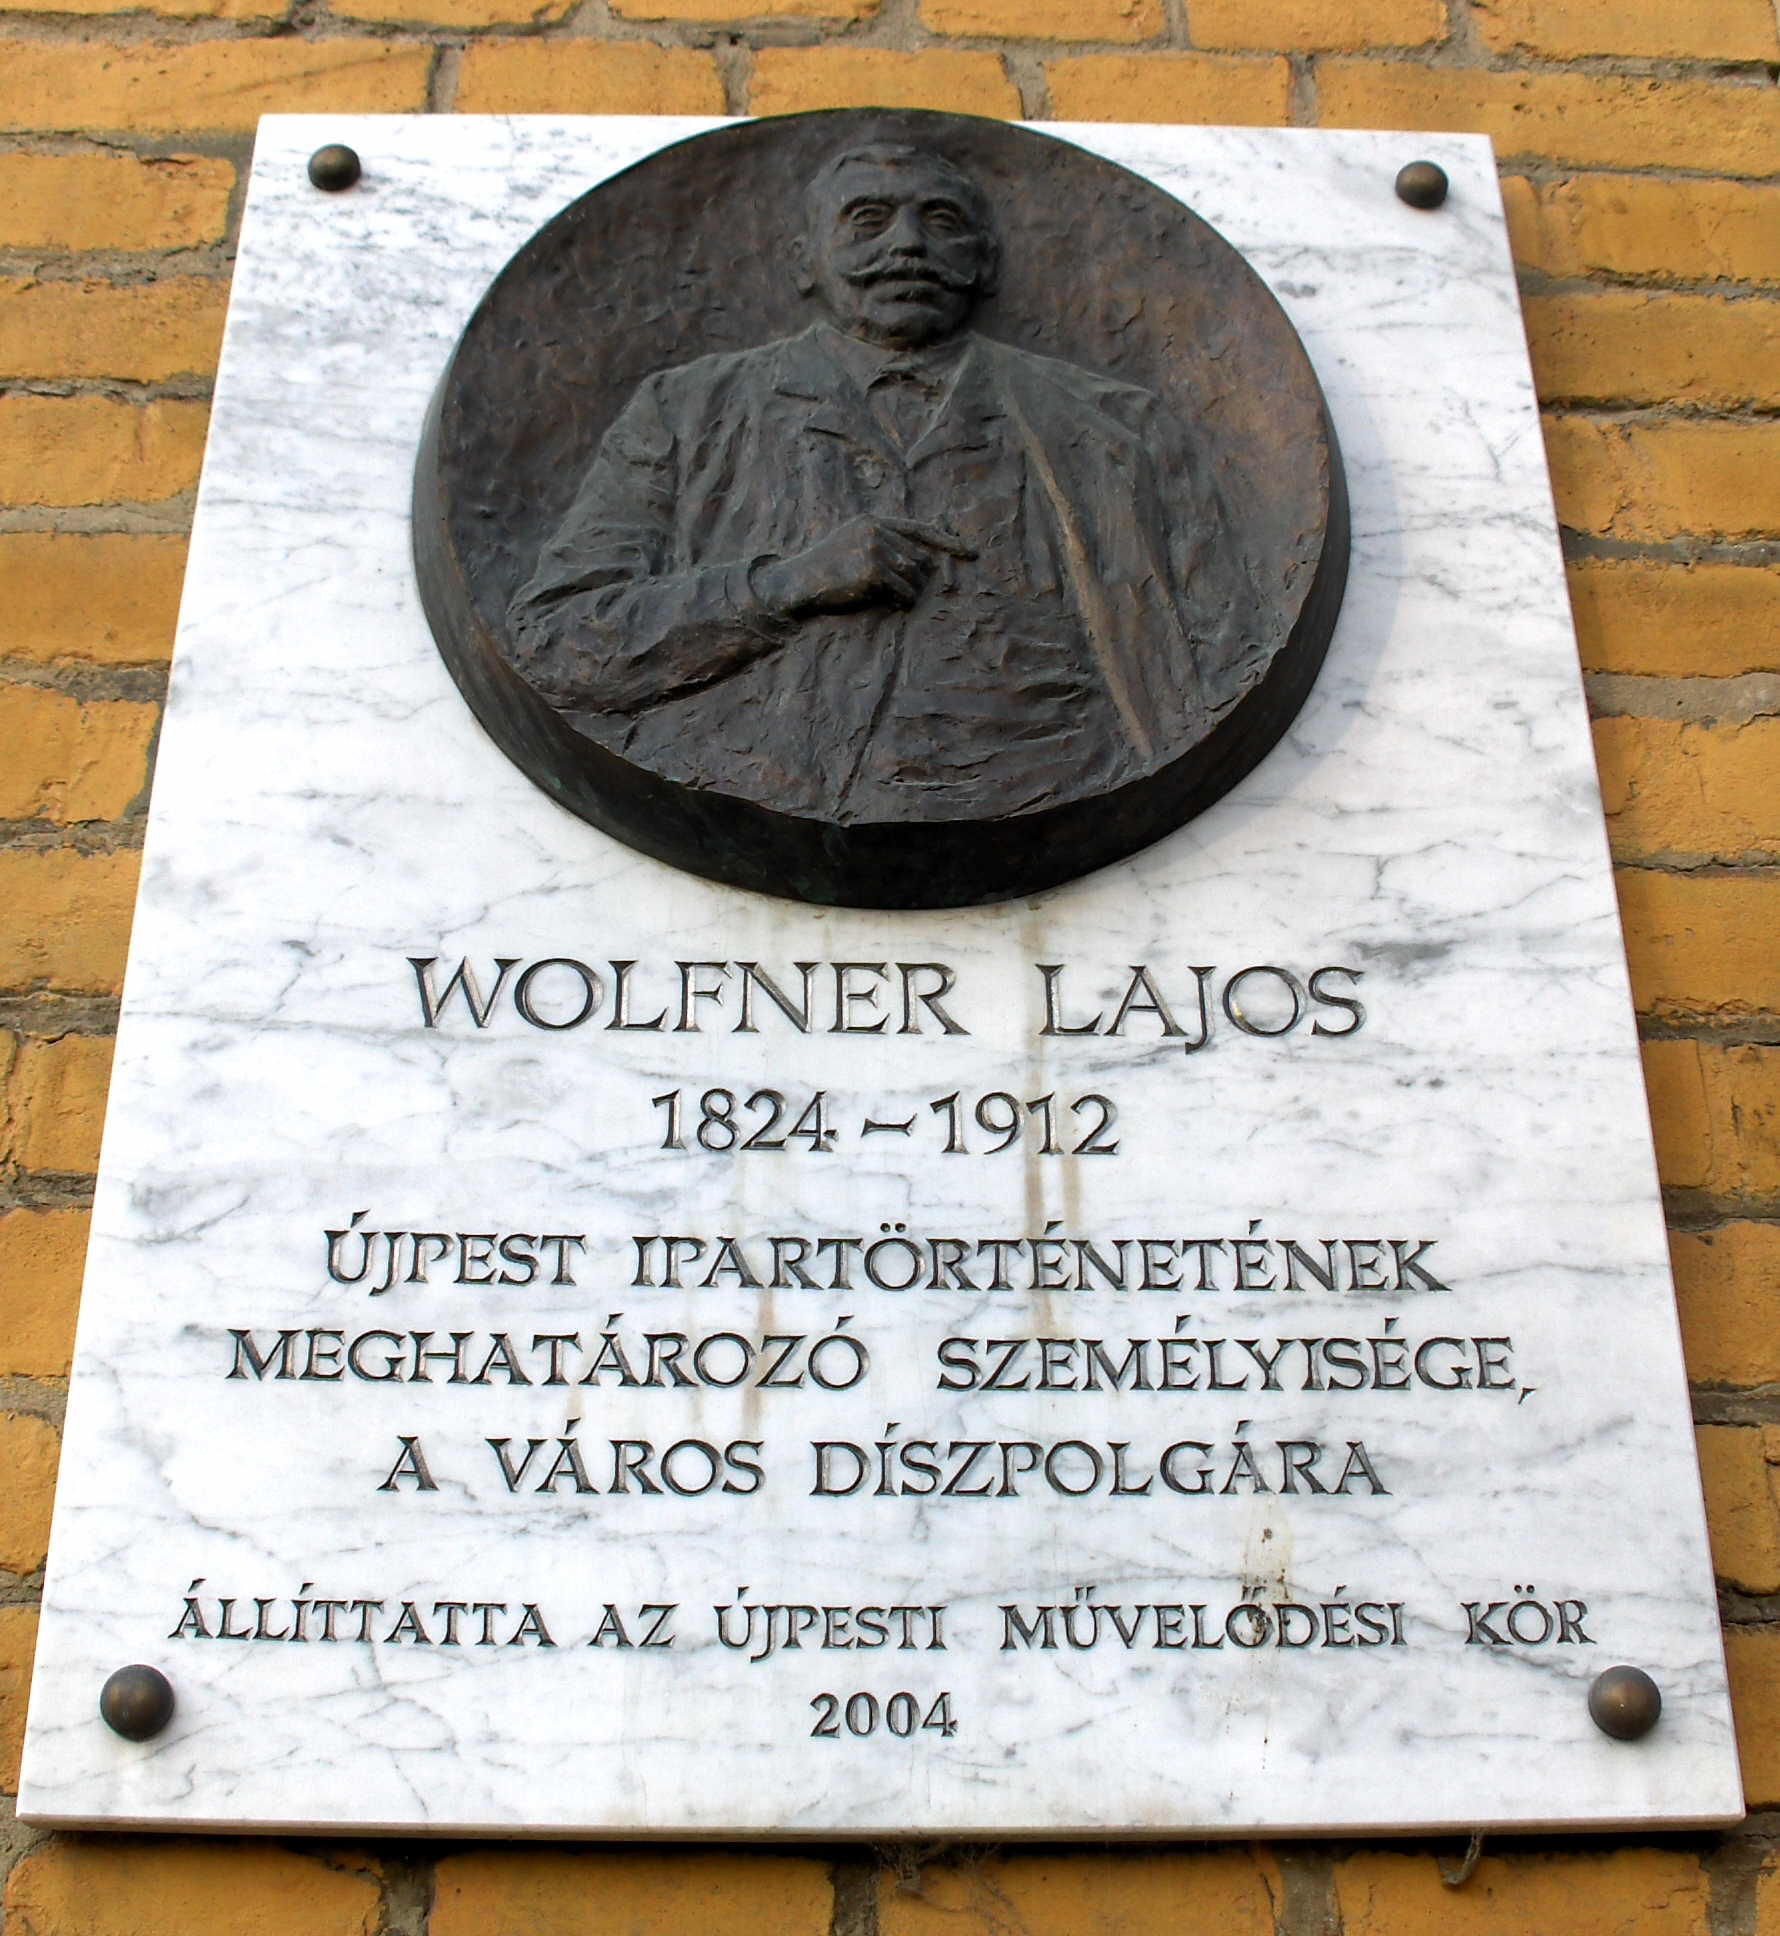 WOLFNER LAJOS
1824-1912
ÚJPEST IPARTÖRTÉNETÉNEK
MEGHATÁROZÓ SZEMÉLYISÉGE,
A VÁROS DÍSZPOLGÁRA
ÁLLÍTTATTA AZ ÚJPESTI MŰVELŐDÉSI KÖR
2004